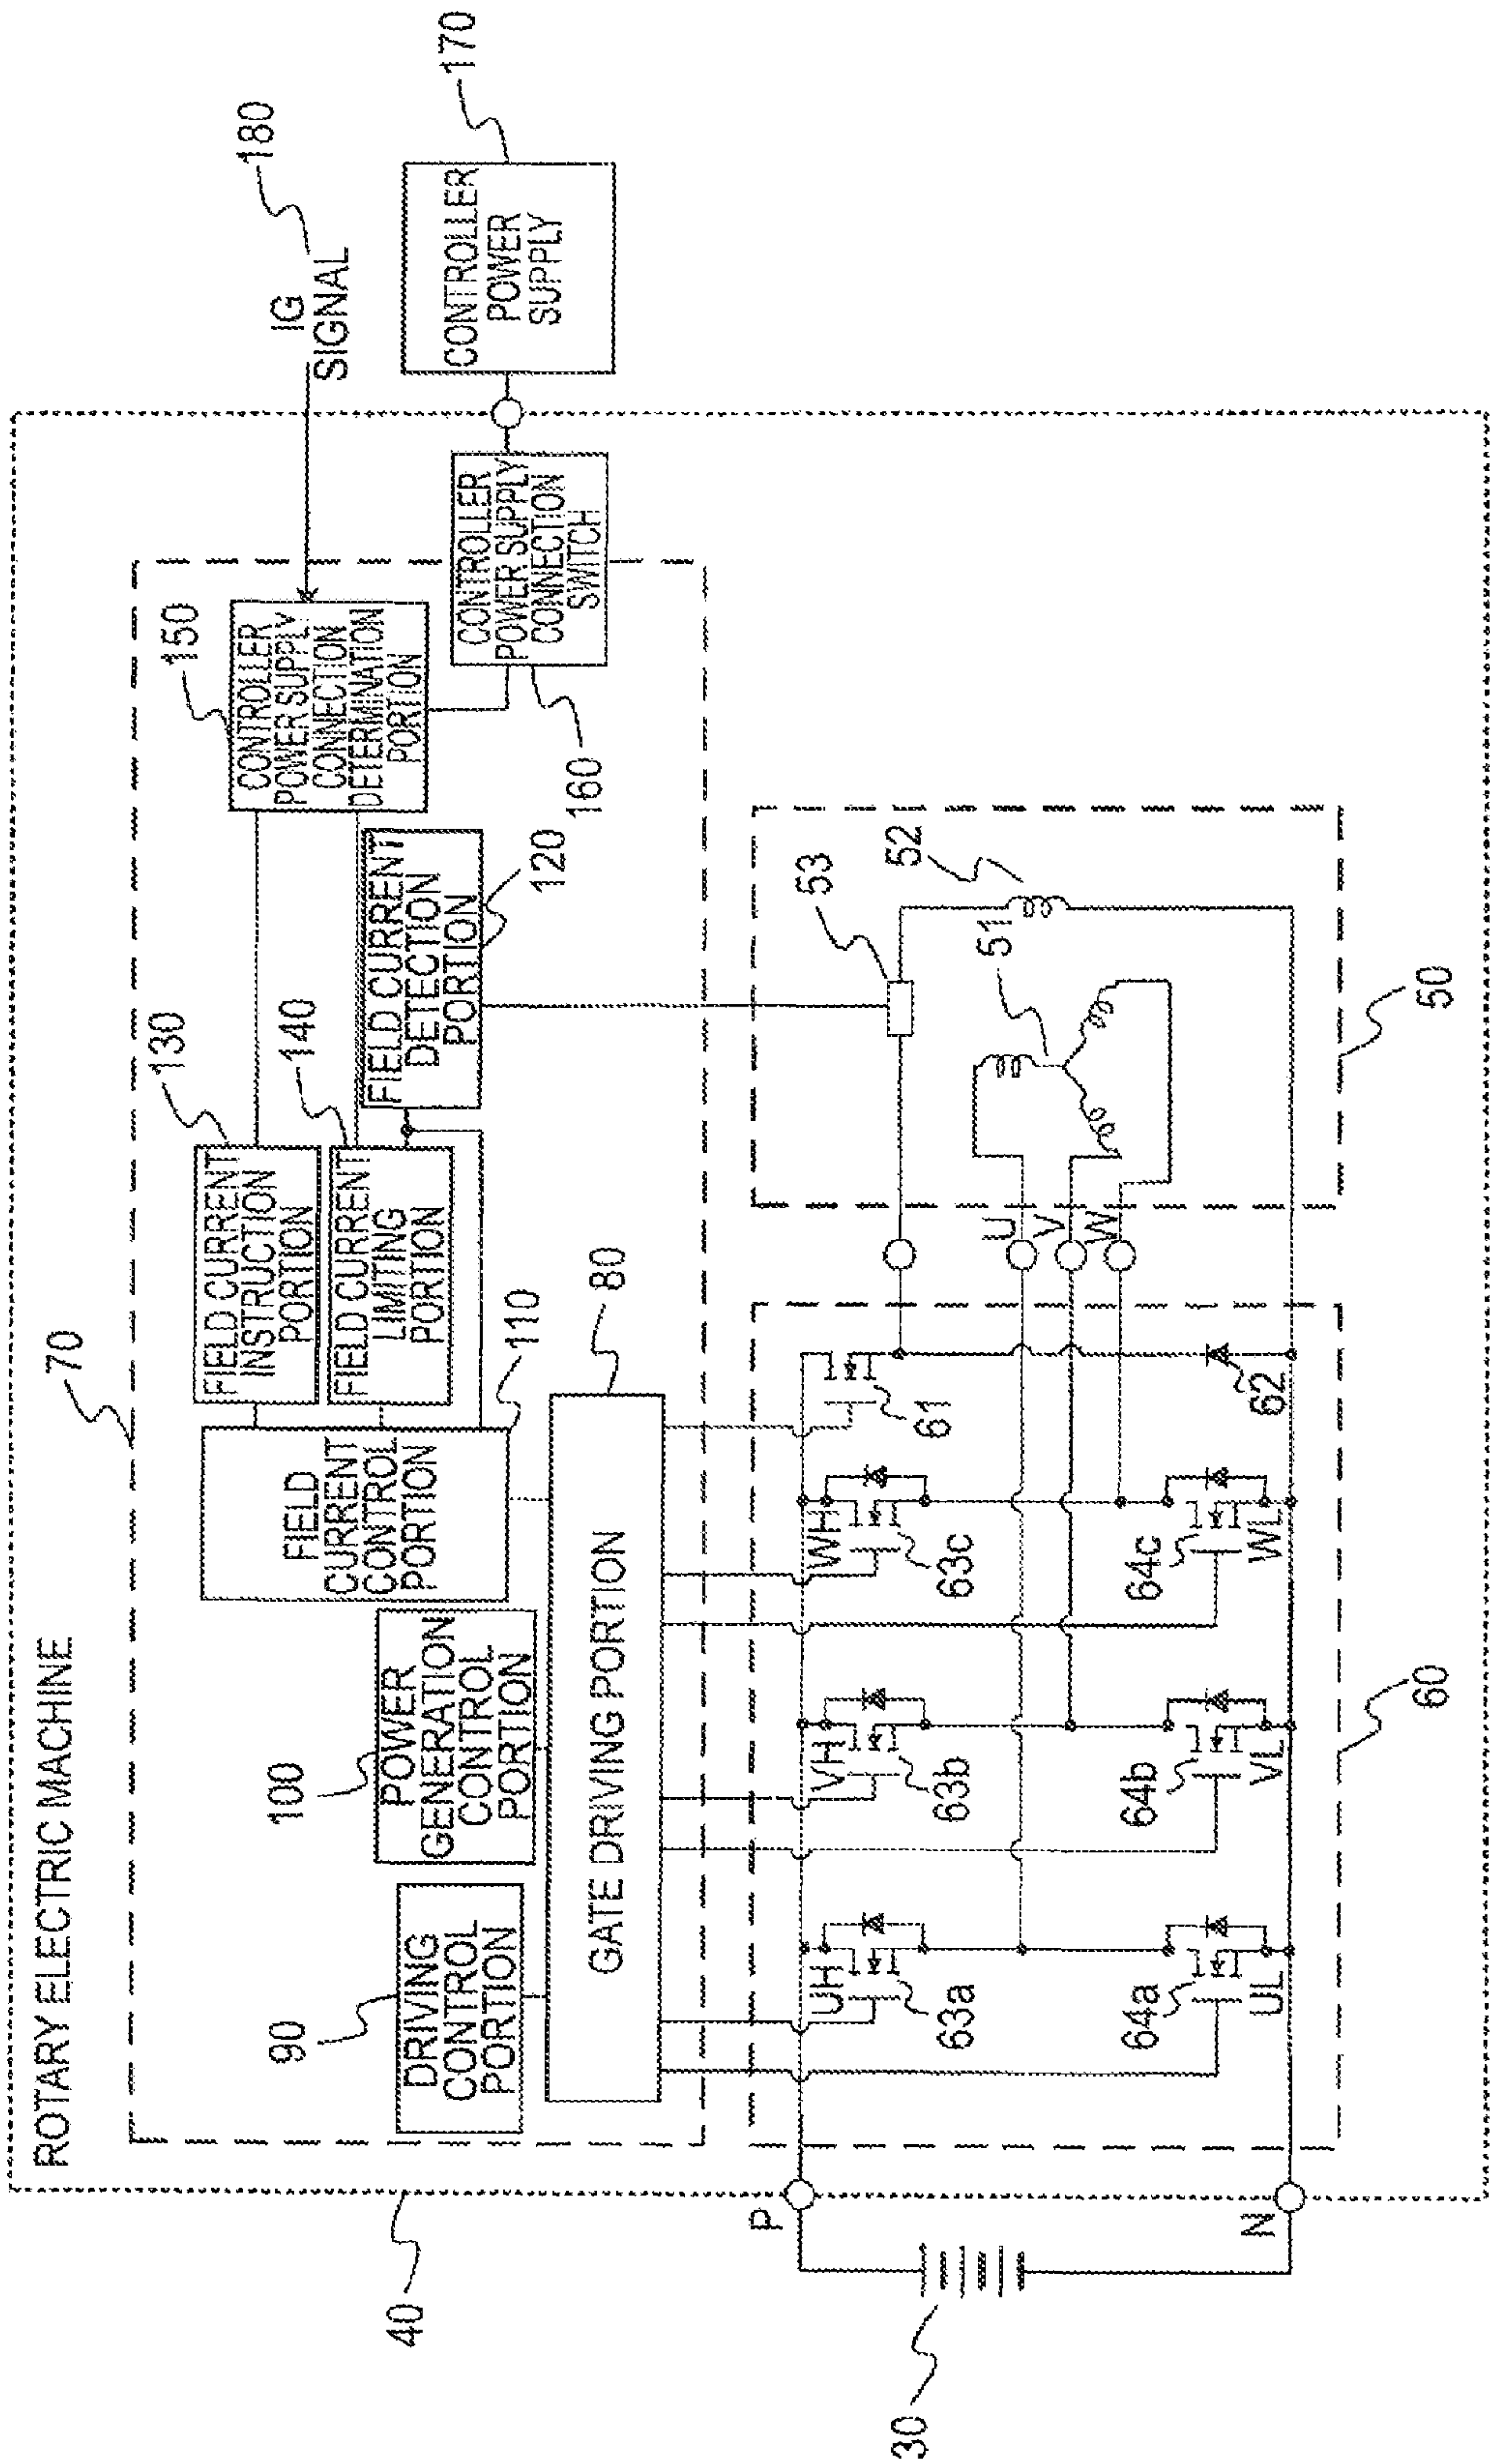 ROTARY ELECTRIC MACHINE
70
180
IG
SIGNAL
170
CONTROLLER
POWER
SUPPLY
150
CONTROLLER
POWER SUPPLY
CONNECTION
DETERMINATION
PORTION
CONTROLLER
POWER SUPPLY
CONNECTION
SWITCH
160
130
FIELD CURRENT
INSTRUCTION
PORTION
140
FIELD CURRENT
LIMITING
PORTION
FIELD CURRENT
DETECTION
PORTION
120
110
FIELD
CURRENT
CONTROL
PORTION
100
POWER
GENERATION
CONTROL
PORTION
90
DRIVING
CONTROL
PORTION
80
GATE DRIVING PORTION
40
P
N
30
UH
63a
VH
63b
WH
63c
61
62
64a
UL
64b
VL
64c
WL
60
U
V
W
53
52
51
50